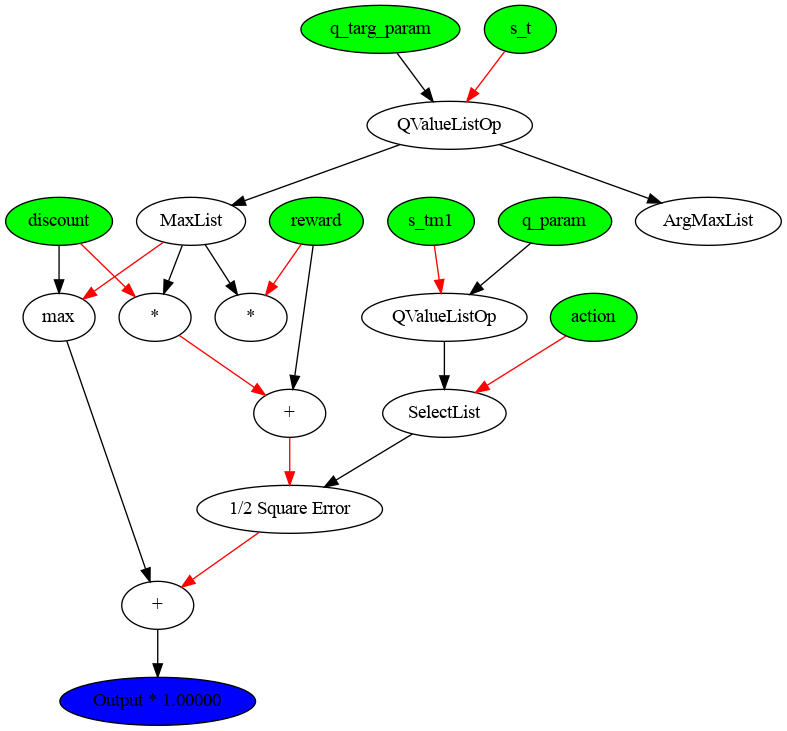 q_targ_param
s_t
QValueListOp
discount
MaxList
reward
s_tm1
q_param
ArgMaxList
max
*
*
QValueListOp
action
+
SelectList
1/2 Square Error
+
Output * 1.00000